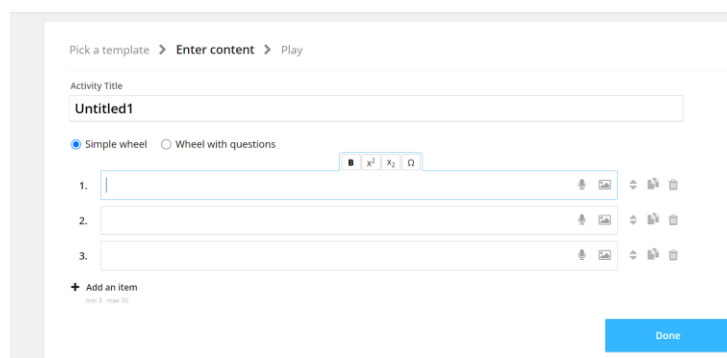 Pick a template > Enter content > Play
Activity Title
Untitled1
Simple wheel Wheel with questions
B x² x₂ Ω
1.
2.
3.
+ Add an item
min 3 max 50
Done